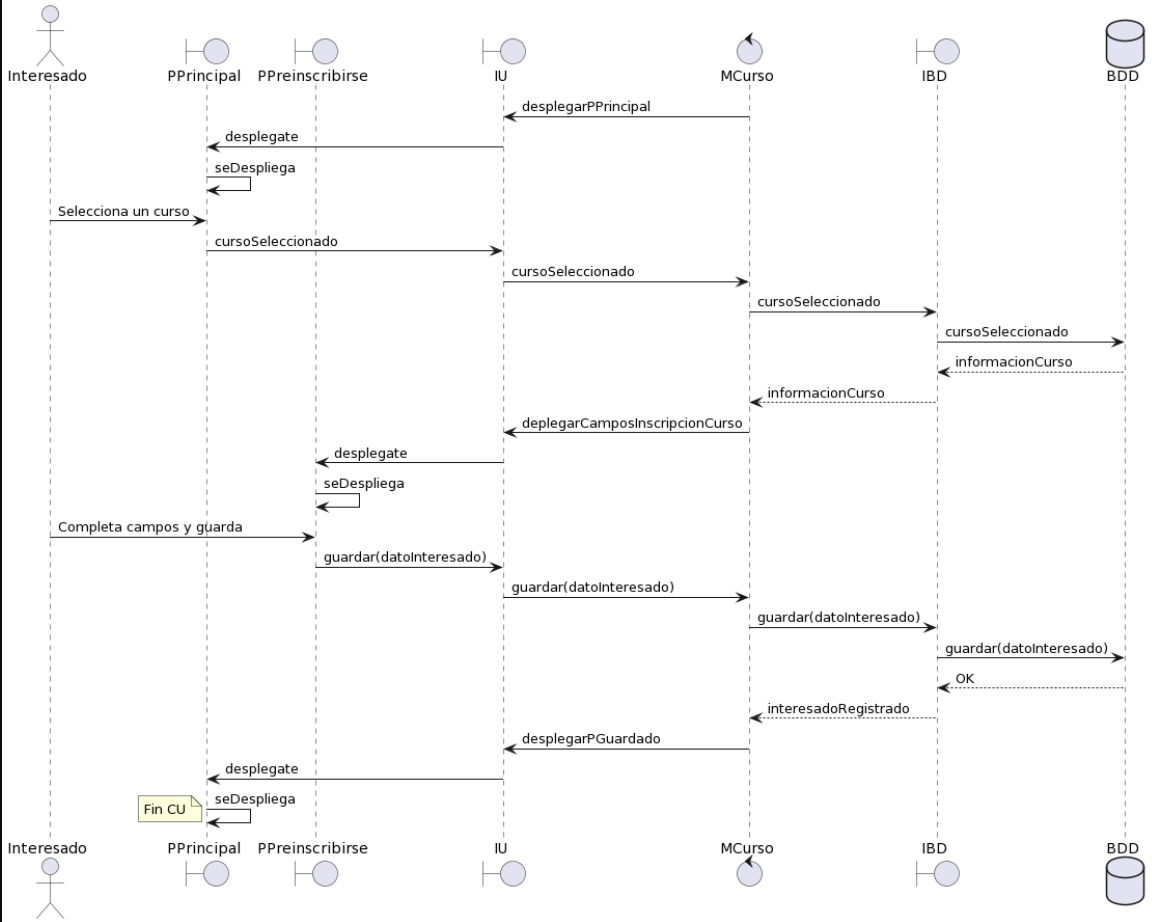 Interesado
PPrincipal
PPreinscribirse
IU
MCurso
IBD
BDD
desplegarPPrincipal
desplegate
seDespliega
Selecciona un curso
cursoSeleccionado
cursoSeleccionado
cursoSeleccionado
cursoSeleccionado
informacionCurso
informacionCurso
deplegarCamposInscripcionCurso
desplegate
seDespliega
Completa campos y guarda
guardar(datoInteresado)
guardar(datoInteresado)
guardar(datoInteresado)
guardar(datoInteresado)
OK
interesadoRegistrado
desplegarPGuardado
desplegate
seDespliega
Fin CU
Interesado
PPrincipal
PPreinscribirse
IU
MCurso
IBD
BDD